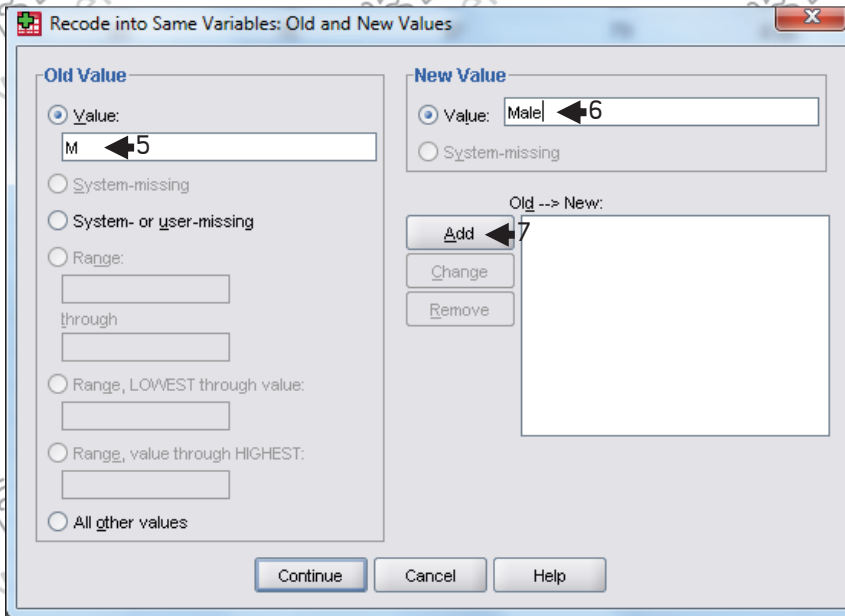 Recode into Same Variables: Old and New Values
Old Value
Value:
M 5
System-missing
System- or user-missing
Range:
through
Range, LOWEST through value:
Range, value through HIGHEST:
All other values
New Value
Value: Male 6
System-missing
Old --> New:
Add 7
Change
Remove
Continue Cancel Help